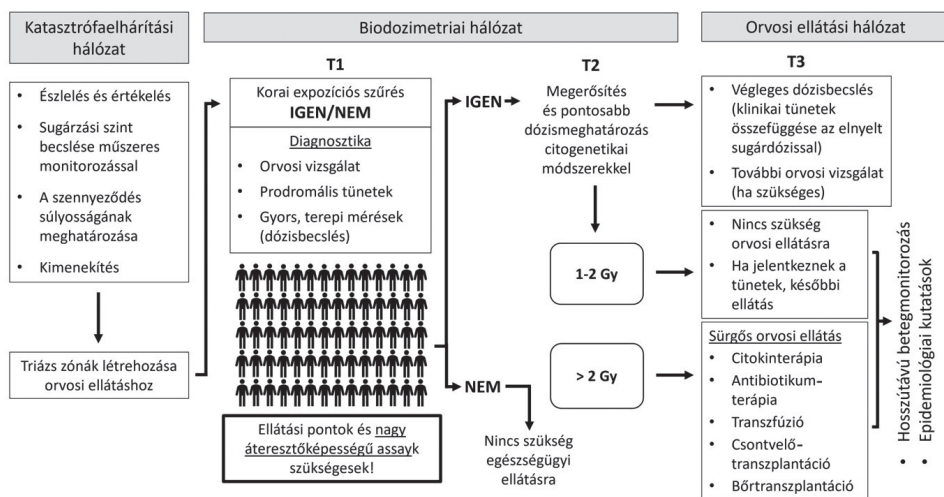 Katasztrófaelhárítási
hálózat
Biodozimetriai hálózat
Orvosi ellátási hálózat
• Észlelés és értékelés
• Sugárzási szint
becslése műszeres
monitorozással
• A szennyeződés
súlyosságának
meghatározása
• Kimenekítés
Triázs zónák létrehozása
orvosi ellátáshoz
T1
Korai expozíciós szűrés
IGEN/NEM
Diagnosztika
• Orvosi vizsgálat
• Prodromális tünetek
• Gyors, terepi mérések
(dózisbecslés)
Ellátási pontok és nagy
áteresztőképességű assayk
szükségesek!
IGEN
NEM
Nincs szükség
egészségügyi
ellátásra
T2
Megerősítés
és pontosabb
dózismeghatározás
citogenetikai
módszerekkel
1-2 Gy
> 2 Gy
T3
• Végleges dózisbecslés
(klinikai tünetek
összefüggése az elnyelt
sugárdózissal)
• További orvosi vizsgálat
(ha szükséges)
• Nincs szükség
orvosi ellátásra
• Ha jelentkeznek a
tünetek, későbbi
ellátás
Sürgős orvosi ellátás
• Citokinterápia
• Antibiotikum-
terápia
• Transzfúzió
• Csontvelő-
transzplantáció
• Bőrtranszplantáció
• Hosszútávú betegmonitorozás
• Epidemiológiai kutatások